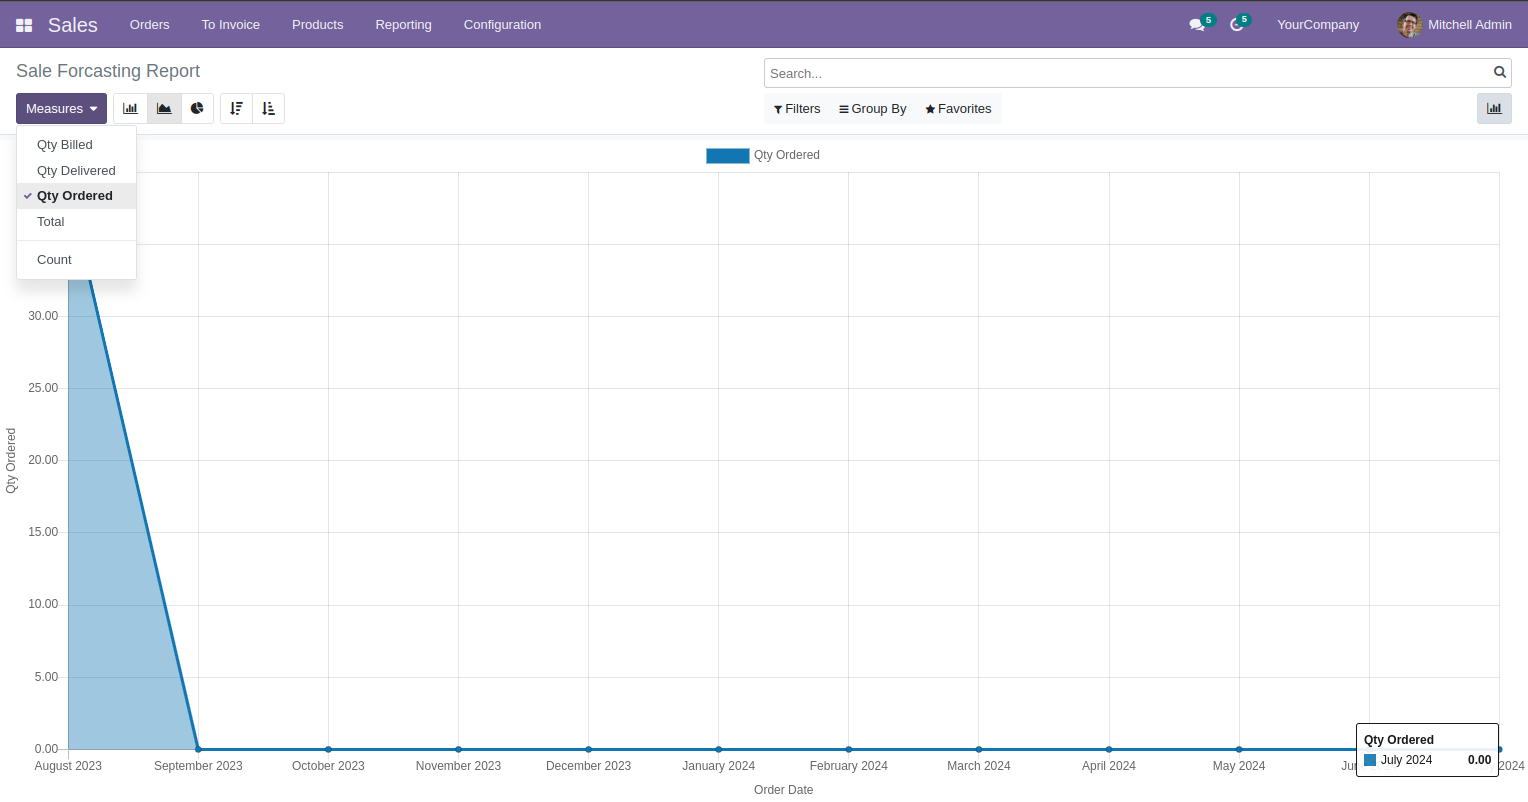 Sales Orders To Invoice Products Reporting Configuration 5 5 YourCompany Mitchell Admin
Sale Forcasting Report
Search...
Measures
Filters Group By Favorites
Qty Billed
Qty Delivered
Qty Ordered
Total
Count
Qty Ordered
30.00
25.00
20.00
15.00
10.00
5.00
0.00
Qty Ordered
August 2023 September 2023 October 2023 November 2023 December 2023 January 2024 February 2024 March 2024 April 2024 May 2024 2024
Order Date
Qty Ordered
July 2024 0.00